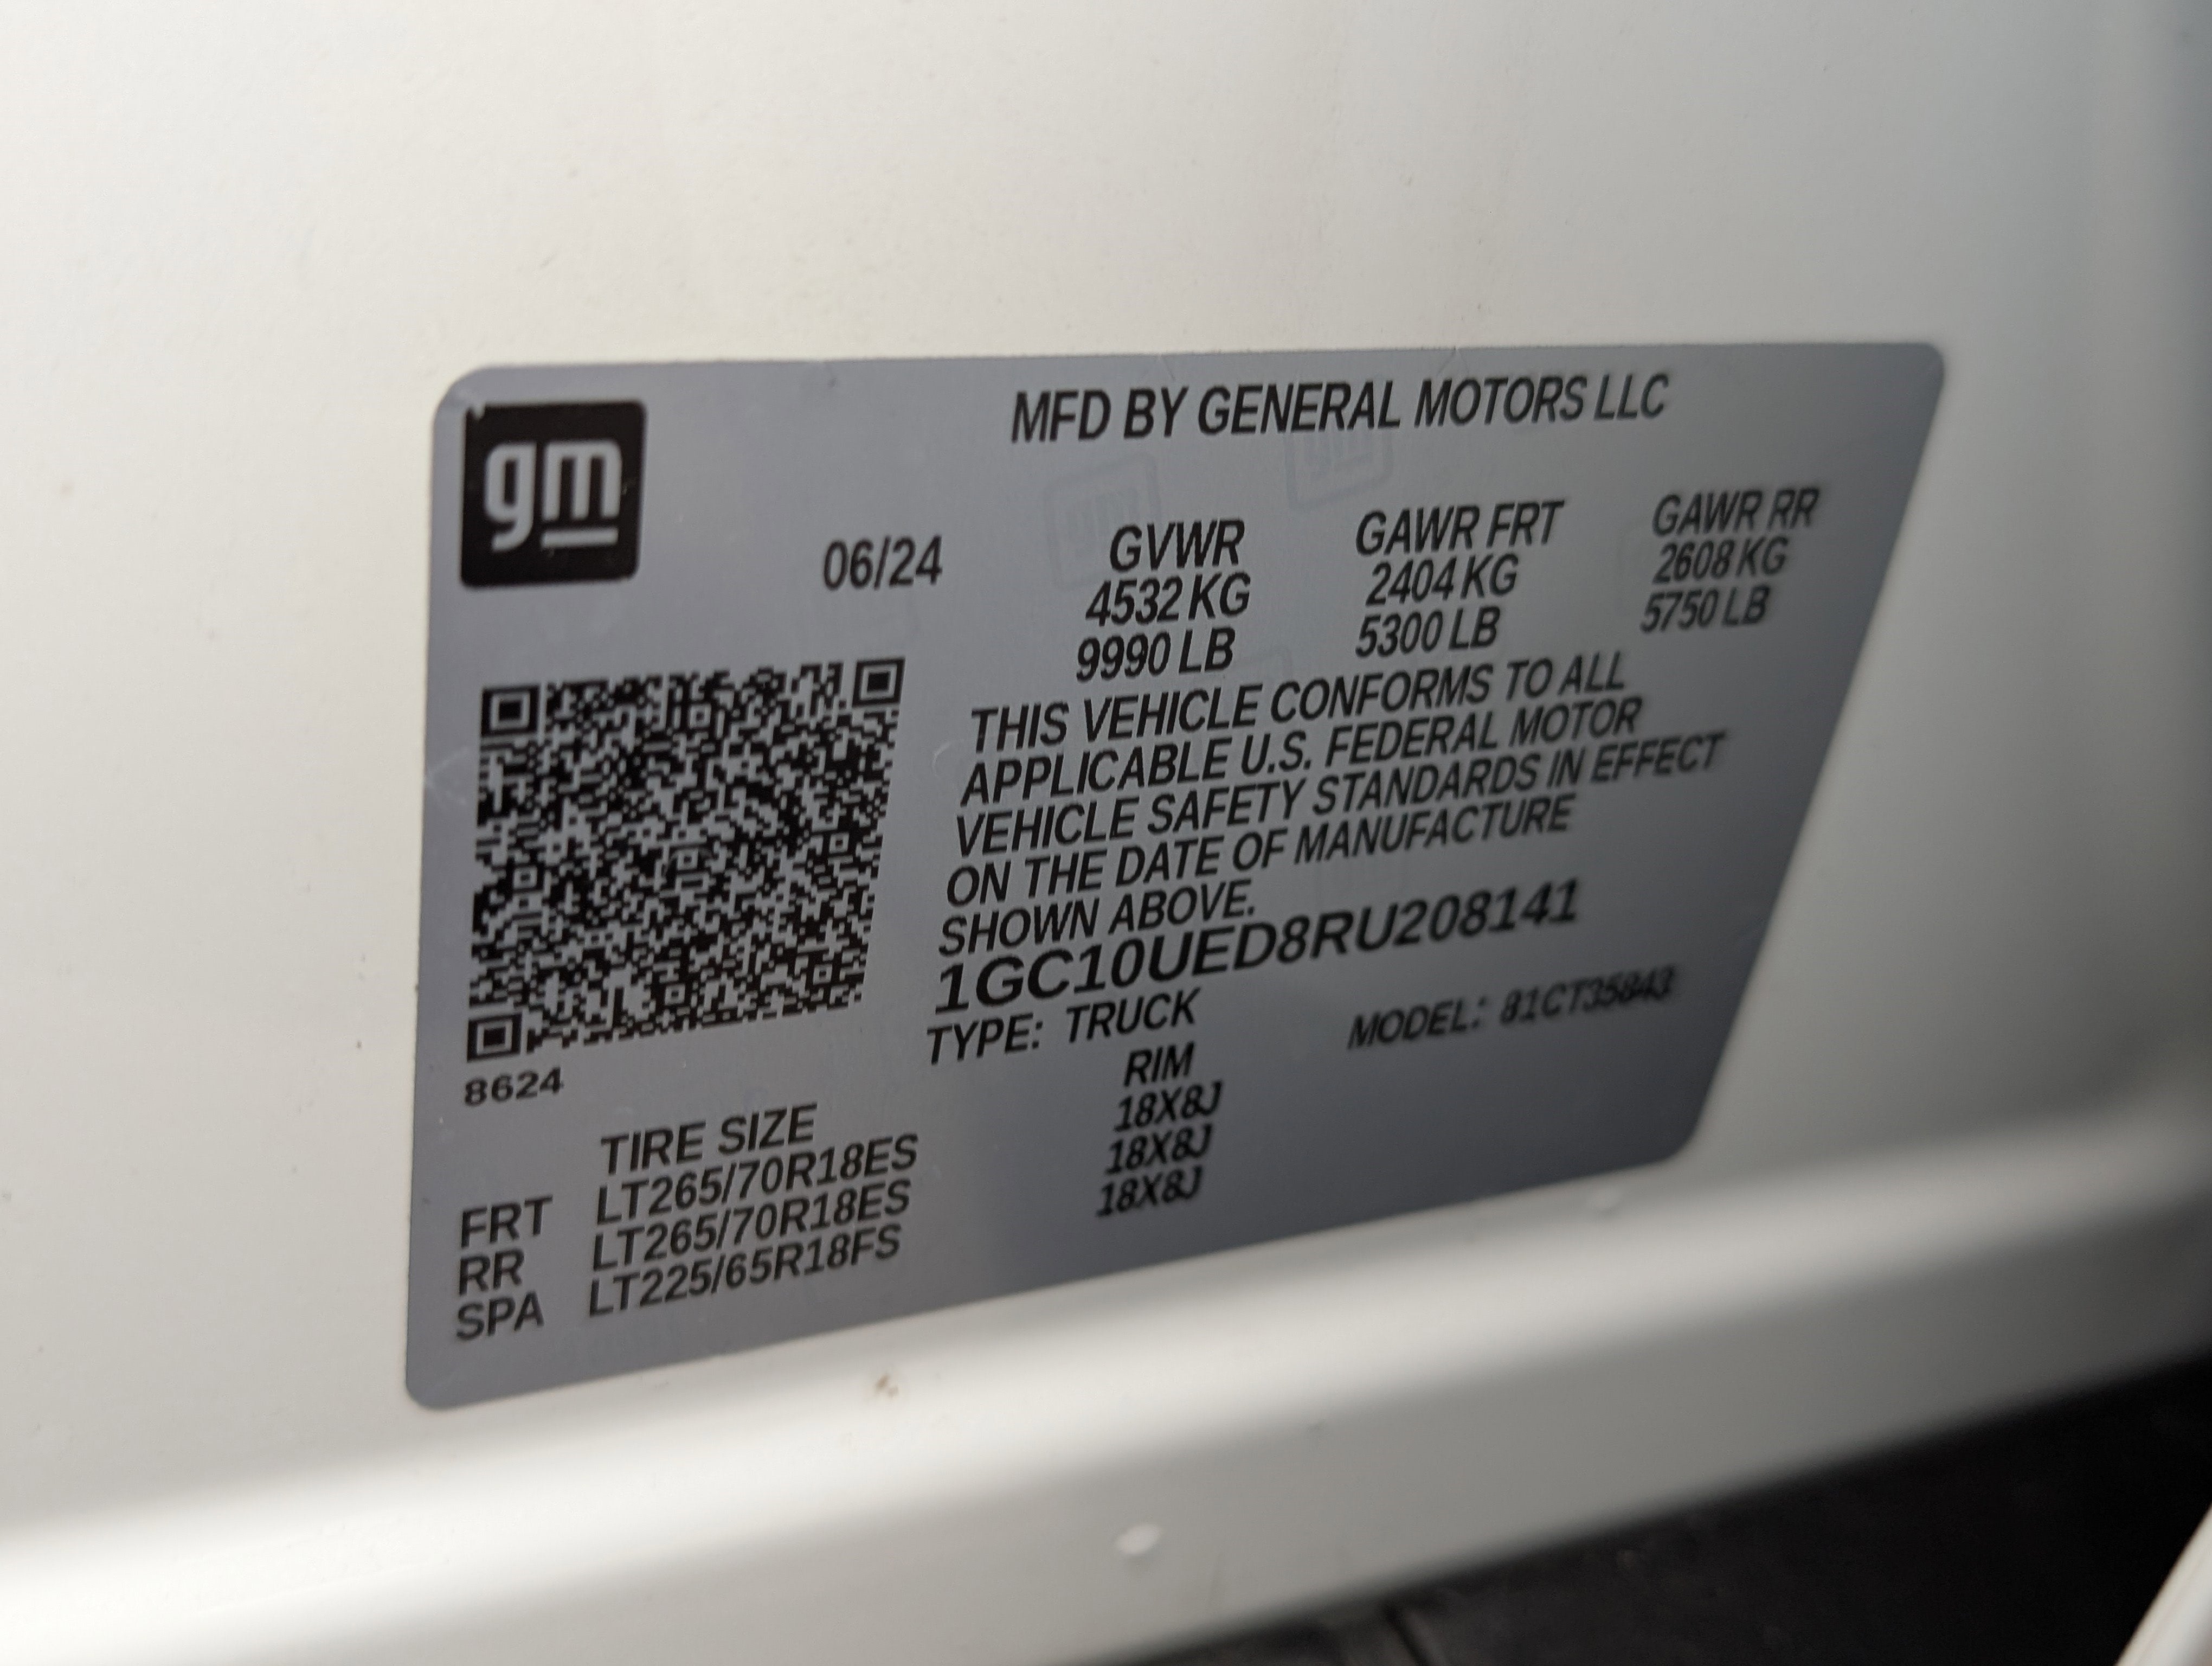 gm
MFD BY GENERAL MOTORS LLC
06/24
GVWR GAWR FRT GAWR RR
4532 KG 2404 KG 2608 KG
9990 LB 5300 LB 5750 LB
THIS VEHICLE CONFORMS TO ALL
APPLICABLE U.S. FEDERAL MOTOR
VEHICLE SAFETY STANDARDS IN EFFECT
ON THE DATE OF MANUFACTURE
SHOWN ABOVE.
1GC10UED8RU208141
TYPE: TRUCK MODEL: 81CT35843
8624
TIRE SIZE RIM
FRT LT265/70R18ES 18X8J
RR LT265/70R18ES 18X8J
SPA LT225/65R18FS 18X8J